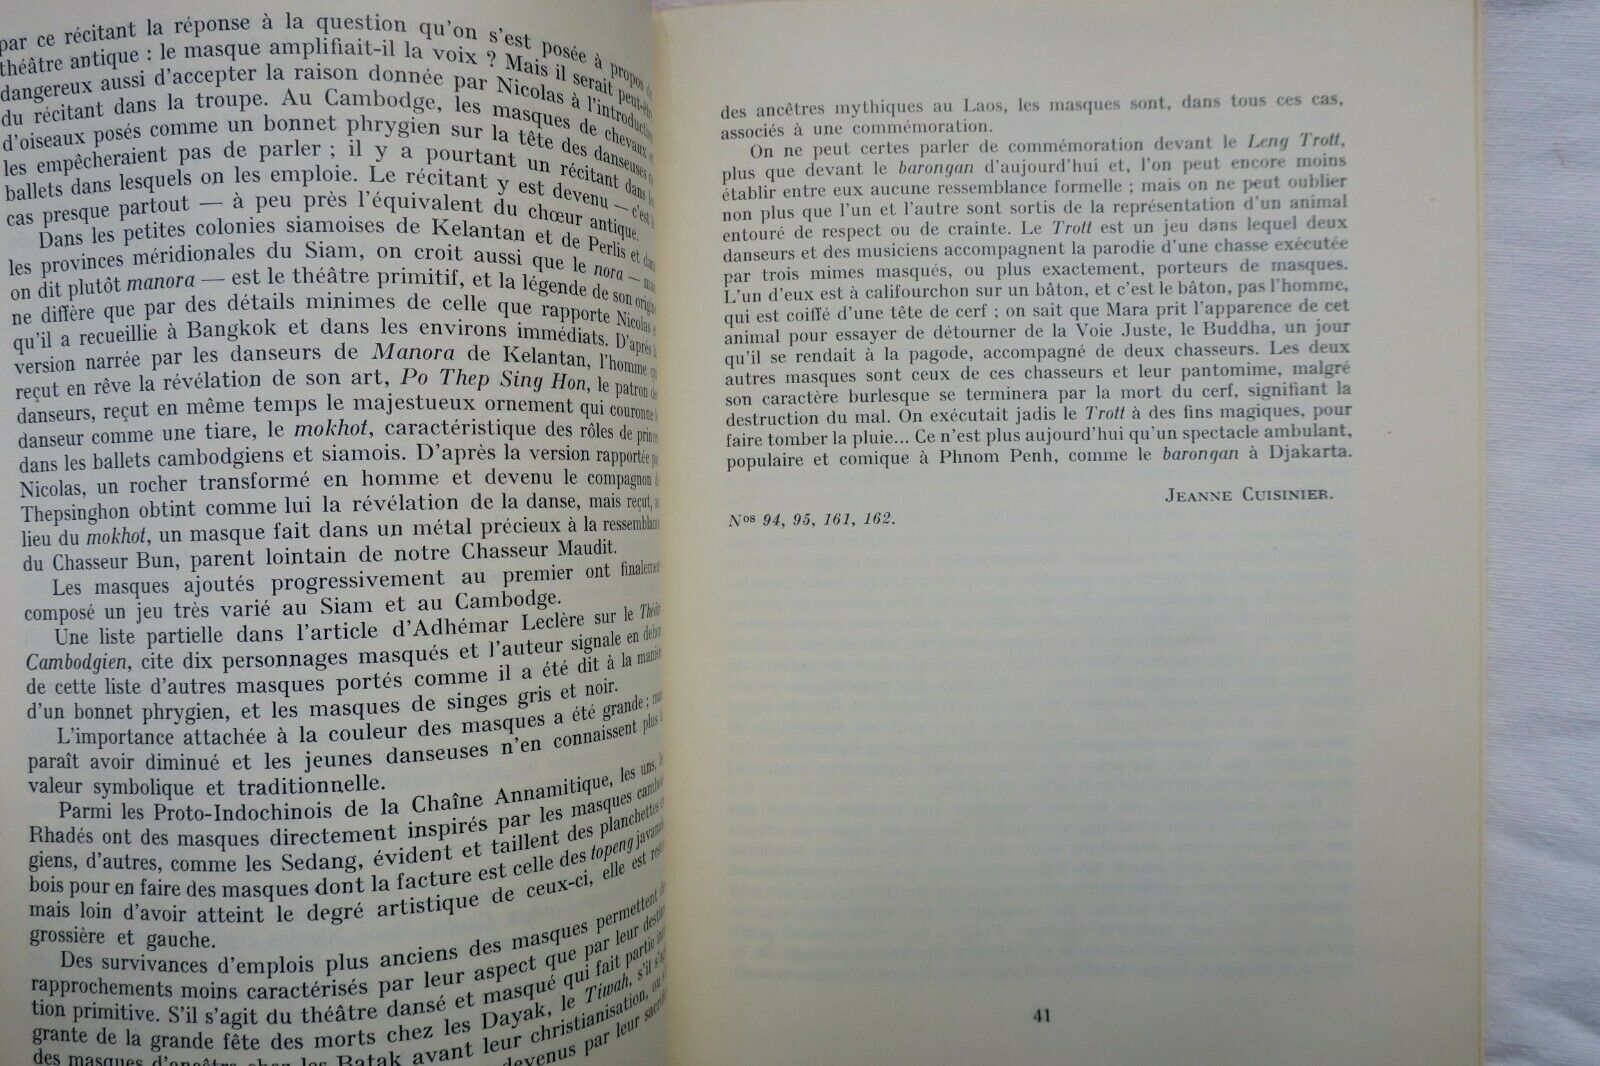 par ce récitant la réponse à la question qu'on s'est posée à propos du
théâtre antique : le masque amplifiait-il la voix ? Mais il serait peut-être
dangereux aussi d'accepter la raison donnée par Nicolas à l'introduction
du récitant dans la troupe. Au Cambodge, les masques de chevaux et
d'oiseaux posés comme un bonnet phrygien sur la tête des danseuses ne
les empêcheraient pas de parler ; il y a pourtant un récitant dans les
ballets dans lesquels on les emploie. Le récitant y est devenu — c'est le
cas presque partout — à peu près l'équivalent du chœur antique.
Dans les petites colonies siamoises de Kelantan et de Perlis et dans
les provinces méridionales du Siam, on croit aussi que le nora — mais
on dit plutôt manora — est le théâtre primitif, et la légende de son origine
ne diffère que par des détails minimes de celle que rapporte Nicolas et
qu'il a recueillie à Bangkok et dans les environs immédiats. D'après la
version narrée par les danseurs de Manora de Kelantan, l'homme qui
reçut en rêve la révélation de son art, Po Thep Sing Hon, le patron des
danseurs, reçut en même temps le majestueux ornement qui couronne le
danseur comme une tiare, le mokhot, caractéristique des rôles de princes
dans les ballets cambodgiens et siamois. D'après la version rapportée par
Nicolas, un rocher transformé en homme et devenu le compagnon de
Thepsinghon obtint comme lui la révélation de la danse, mais reçut, au
lieu du mokhot, un masque fait dans un métal précieux à la ressemblance
du Chasseur Bun, parent lointain de notre Chasseur Maudit.
Les masques ajoutés progressivement au premier ont finalement
composé un jeu très varié au Siam et au Cambodge.
Une liste partielle dans l'article d'Adhémar Leclère sur le Théâtre
Cambodgien, cite dix personnages masqués et l'auteur signale en dehors
de cette liste d'autres masques portés comme il a été dit à la manière
d'un bonnet phrygien, et les masques de singes gris et noir.
L'importance attachée à la couleur des masques a été grande ; mais
paraît avoir diminué et les jeunes danseuses n'en connaissent plus la
valeur symbolique et traditionnelle.
Parmi les Proto-Indochinois de la Chaîne Annamitique, les uns, les
Rhadés ont des masques directement inspirés par les masques cambod-
giens, d'autres, comme les Sedang, évident et taillent des planchettes de
bois pour en faire des masques dont la facture est celle des topeng javanais,
mais loin d'avoir atteint le degré artistique de ceux-ci, elle est restée
grossière et gauche.
Des survivances d'emplois plus anciens des masques permettent des
rapprochements moins caractérisés par leur aspect que par leur destina-
tion primitive. S'il s'agit du théâtre dansé et masqué qui fait partie inté-
grante de la grande fête des morts chez les Dayak, le Tiwah, s'il s'agit
des masques d'ancêtres chez les Batak avant leur christianisation, ou
devenus par leur
des ancêtres mythiques au Laos, les masques sont, dans tous ces cas,
associés à une commémoration.
On ne peut certes parler de commémoration devant le Leng Trott,
plus que devant le barongan d'aujourd'hui et, l'on peut encore moins
établir entre eux aucune ressemblance formelle ; mais on ne peut oublier
non plus que l'un et l'autre sont sortis de la représentation d'un animal
entouré de respect ou de crainte. Le Trott est un jeu dans lequel deux
danseurs et des musiciens accompagnent la parodie d'une chasse exécutée
par trois mimes masqués, ou plus exactement, porteurs de masques.
L'un d'eux est à califourchon sur un bâton, et c'est le bâton, pas l'homme,
qui est coiffé d'une tête de cerf ; on sait que Mara prit l'apparence de cet
animal pour essayer de détourner de la Voie Juste, le Buddha, un jour
qu'il se rendait à la pagode, accompagné de deux chasseurs. Les deux
autres masques sont ceux de ces chasseurs et leur pantomime, malgré
son caractère burlesque se terminera par la mort du cerf, signifiant la
destruction du mal. On exécutait jadis le Trott à des fins magiques, pour
faire tomber la pluie... Ce n'est plus aujourd'hui qu'un spectacle ambulant,
populaire et comique à Phnom Penh, comme le barongan à Djakarta.
JEANNE CUISINIER.
Nos 94, 95, 161, 162.
41